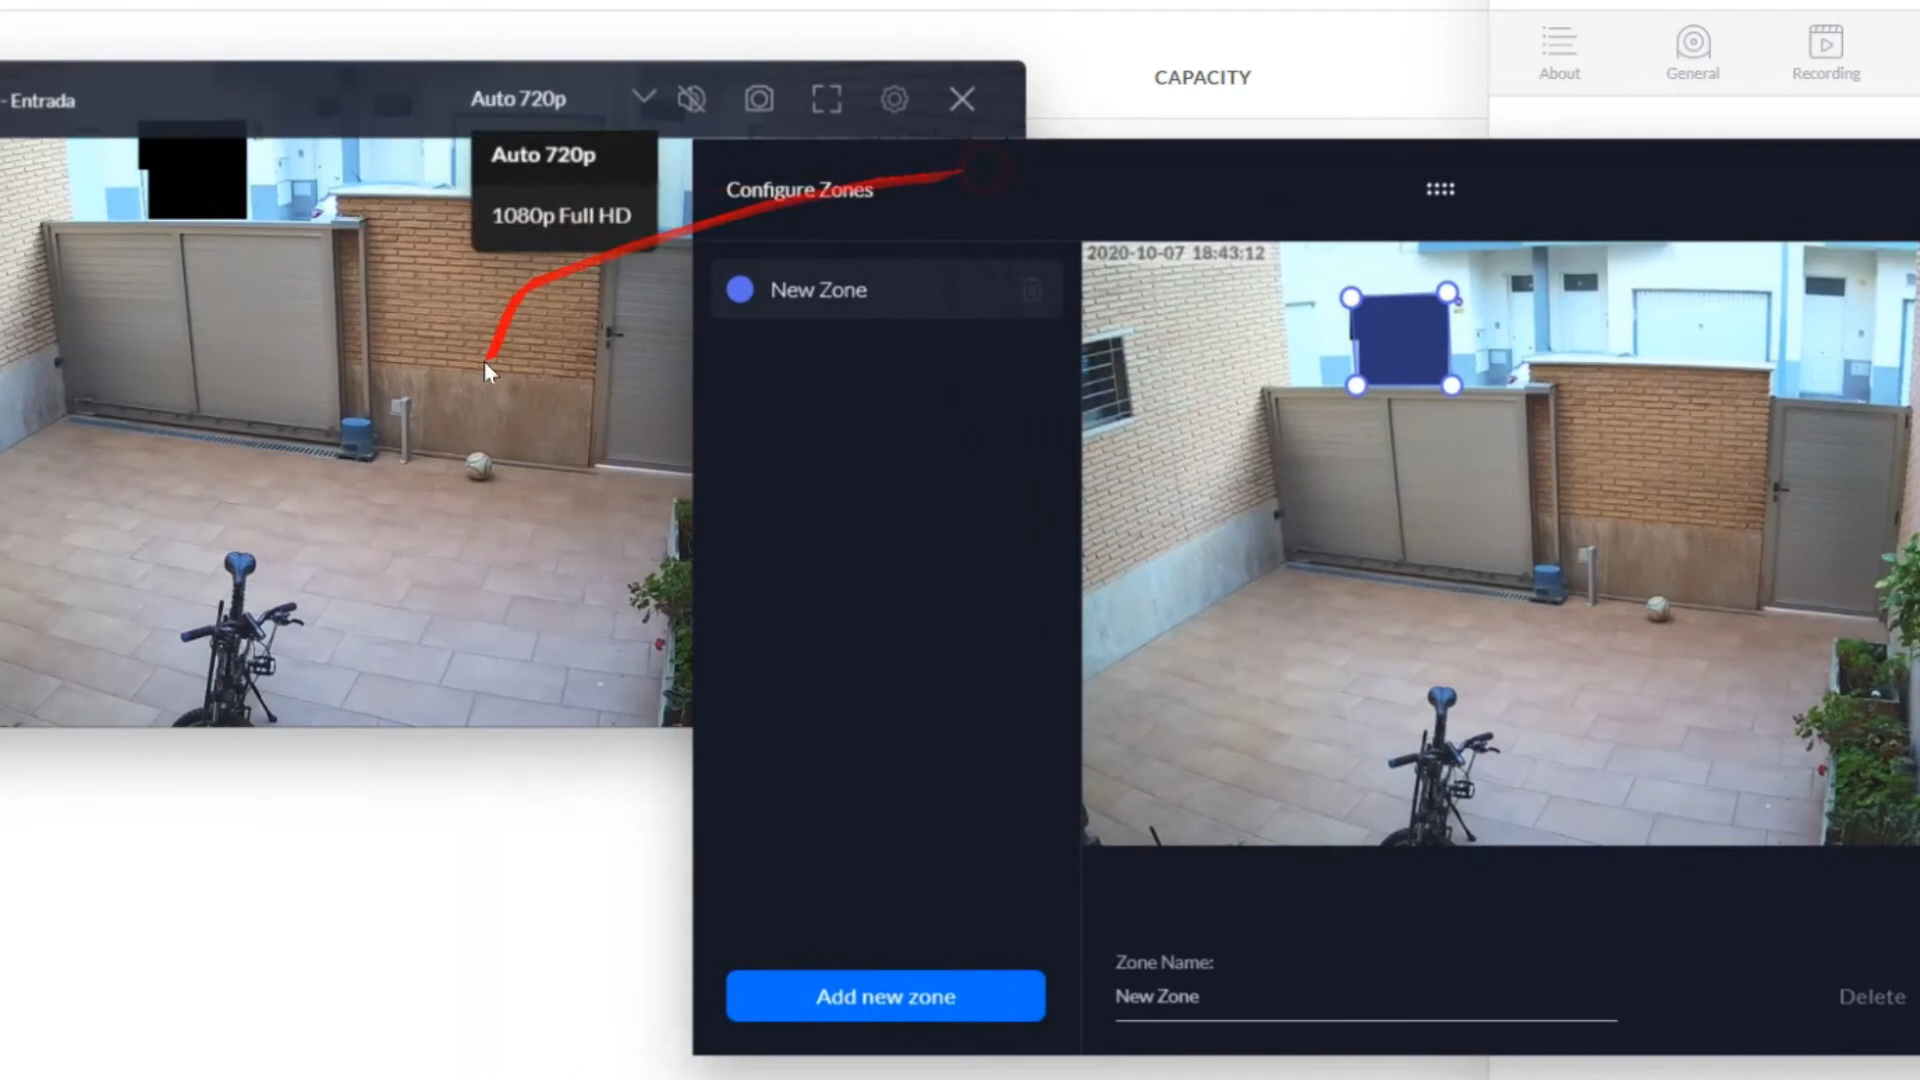 About
General
Recording
CAPACITY
- Entrada
Auto 720p
Auto 720p
1080p Full HD
Configure Zones
New Zone
2020-10-07 18:43:12
Add new zone
Zone Name:
New Zone
Delete